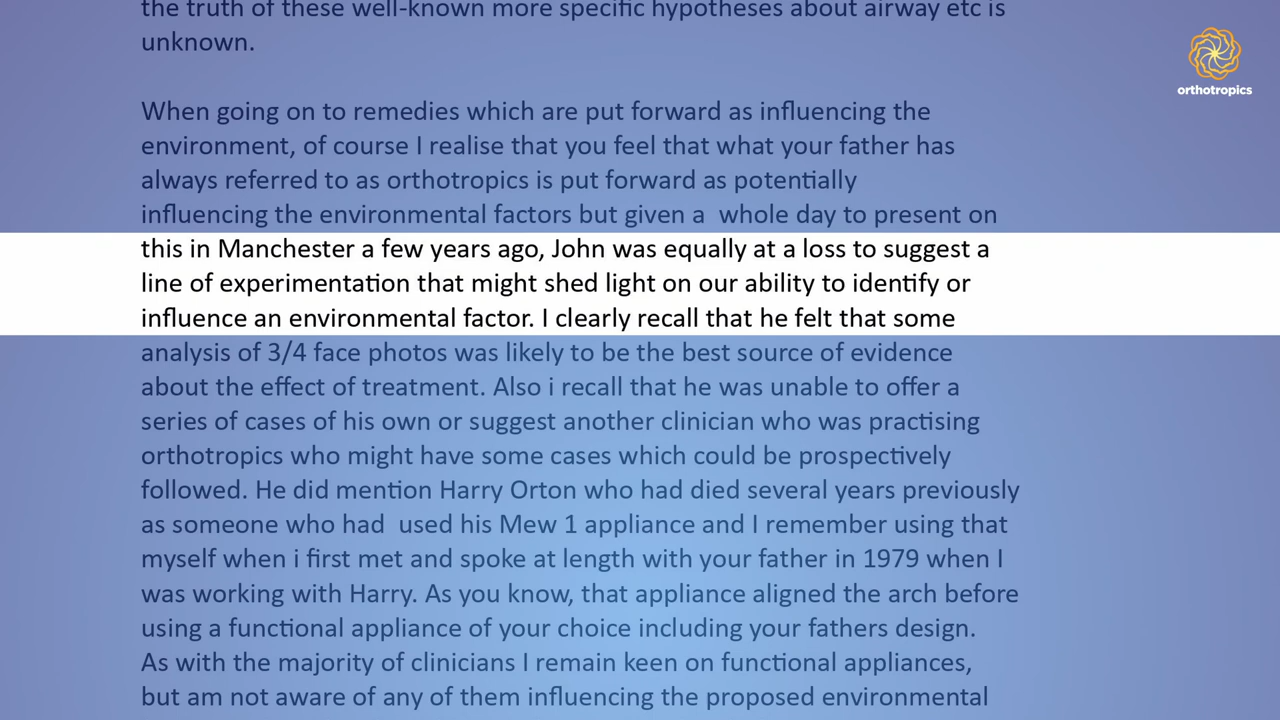 the truth of these well-known more specific hypotheses about airway etc is
unknown.
orthotropics
When going on to remedies which are put forward as influencing the
environment, of course I realise that you feel that what your father has
always referred to as orthotropics is put forward as potentially
influencing the environmental factors but given a  whole day to present on
this in Manchester a few years ago, John was equally at a loss to suggest a
line of experimentation that might shed light on our ability to identify or
influence an environmental factor. I clearly recall that he felt that some
analysis of 3/4 face photos was likely to be the best source of evidence
about the effect of treatment. Also i recall that he was unable to offer a
series of cases of his own or suggest another clinician who was practising
orthotropics who might have some cases which could be prospectively
followed. He did mention Harry Orton who had died several years previously
as someone who had  used his Mew 1 appliance and I remember using that
myself when i first met and spoke at length with your father in 1979 when I
was working with Harry. As you know, that appliance aligned the arch before
using a functional appliance of your choice including your fathers design.
As with the majority of clinicians I remain keen on functional appliances,
but am not aware of any of them influencing the proposed environmental